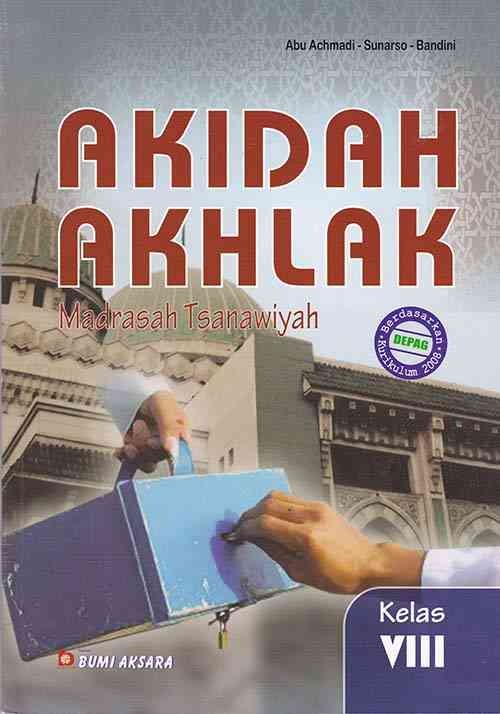 Abu Achmadi - Sunarso - Bandini
AKIDAH
AKHLAK
Madrasah Tsanawiyah
Berdasarkan
DEPAG
Kurikulum 2008
Kelas
VIII
BUMI AKSARA